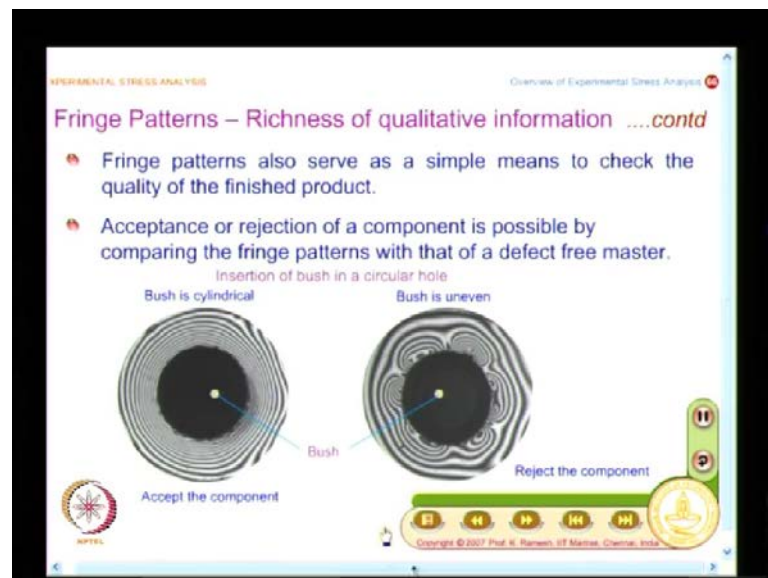 XPERIMENTAL STRESS ANALYSIS
Overview of Experimental Stress Analysis 66
Fringe Patterns – Richness of qualitative information ....contd
Fringe patterns also serve as a simple means to check the
quality of the finished product.
Acceptance or rejection of a component is possible by
comparing the fringe patterns with that of a defect free master.
Insertion of bush in a circular hole
Bush is cylindrical
Bush is uneven
Bush
Reject the component
Accept the component
NPTEL
Copyright © 2007 Prof. K. Ramesh, IIT Madras, Chennai, India